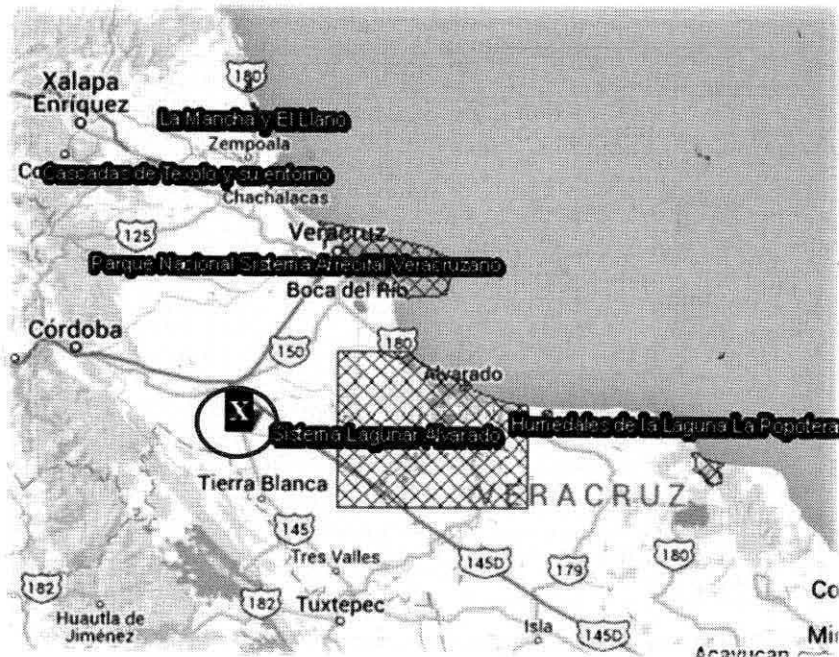 180
Xalapa
Enríquez
La Mancha y El Llano
Zempoala
Cascadas de Texolo y su entorno
Chachalacas
125
Veracruz
Parque Nacional Sistema Arrecifal Veracruzano
Boca del Río
Córdoba
180
150
Alvarado
X
Sistema Lagunar Alvarado
Humedales de la Laguna La Popotera
Tierra Blanca
VERACRUZ
145
Tres Valles
145D
179
180
182
182
Tuxtepec
Huautla de
Jiménez
Isla
145D
Acayucan